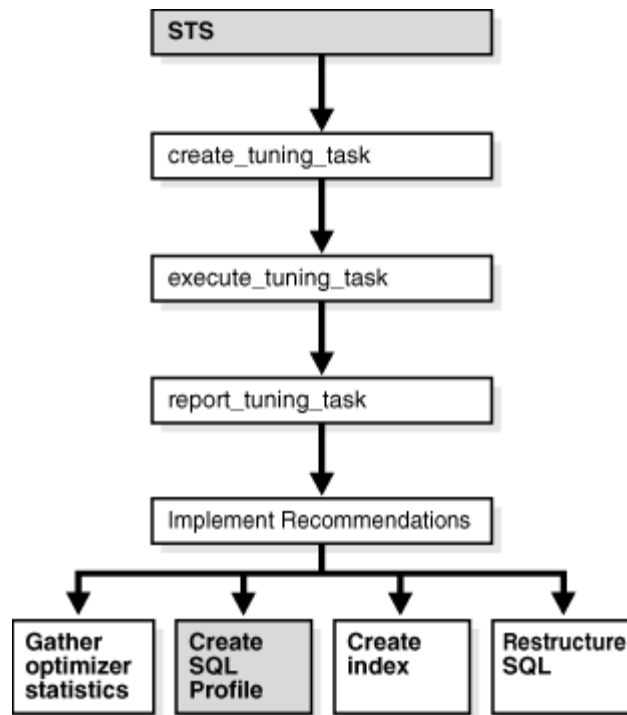 STS
create_tuning_task
execute_tuning_task
report_tuning_task
Implement Recommendations
Gather
optimizer
statistics
Create
SQL
Profile
Create
index
Restructure
SQL